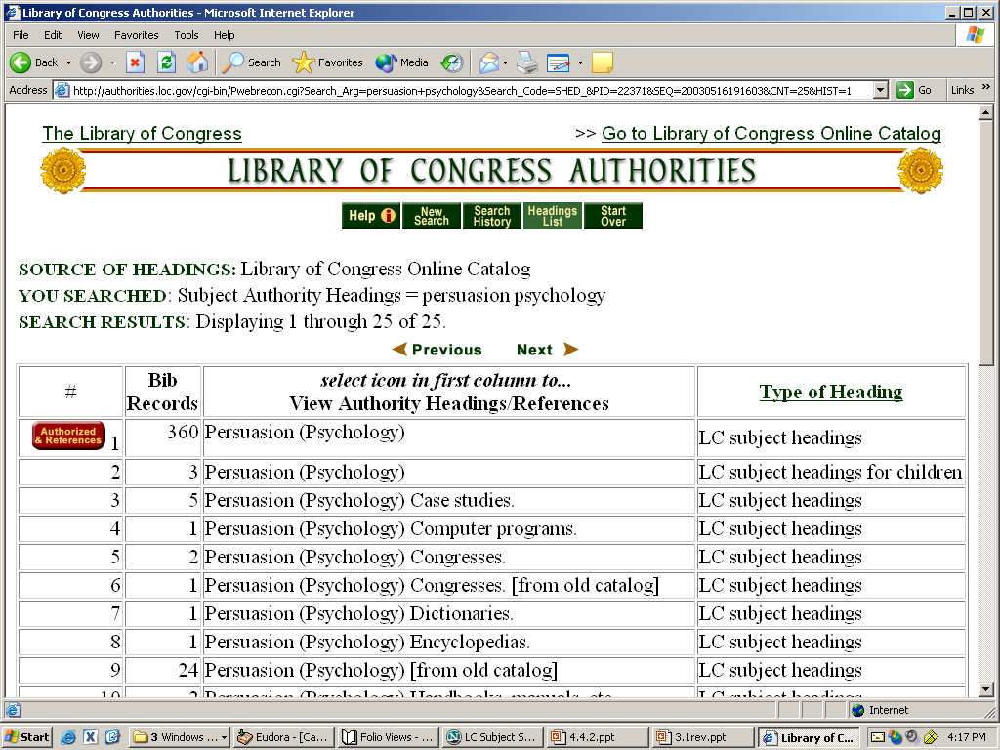 Library of Congress Authorities - Microsoft Internet Explorer
File Edit View Favorites Tools Help
Back Search Favorites Media
Address http://authorities.loc.gov/cgi-bin/Pwebrecon.cgi?Search_Arg=persuasion+psychology&Search_Code=SHED_&PID=22371&SEQ=20030516191603&CNT=25&HIST=1 Go Links »
The Library of Congress >> Go to Library of Congress Online Catalog
LIBRARY OF CONGRESS AUTHORITIES
Help i New Search Search History Headings List Start Over
SOURCE OF HEADINGS: Library of Congress Online Catalog
YOU SEARCHED: Subject Authority Headings = persuasion psychology
SEARCH RESULTS: Displaying 1 through 25 of 25.
Previous Next
# Bib Records select icon in first column to... View Authority Headings/References Type of Heading
Authorized & References 1 360 Persuasion (Psychology) LC subject headings
2 3 Persuasion (Psychology) LC subject headings for children
3 5 Persuasion (Psychology) Case studies. LC subject headings
4 1 Persuasion (Psychology) Computer programs. LC subject headings
5 2 Persuasion (Psychology) Congresses. LC subject headings
6 1 Persuasion (Psychology) Congresses. [from old catalog] LC subject headings
7 1 Persuasion (Psychology) Dictionaries. LC subject headings
8 1 Persuasion (Psychology) Encyclopedias. LC subject headings
9 24 Persuasion (Psychology) [from old catalog] LC subject headings
10 Persuasion (Psychology) Handbooks, manuals, etc. LC subject headings
Internet
Start 3 Windows ... Eudora - [Ca... Folio Views - ... LC Subject S... 4.4.2.ppt 3.1rev.ppt Library of C... 4:17 PM